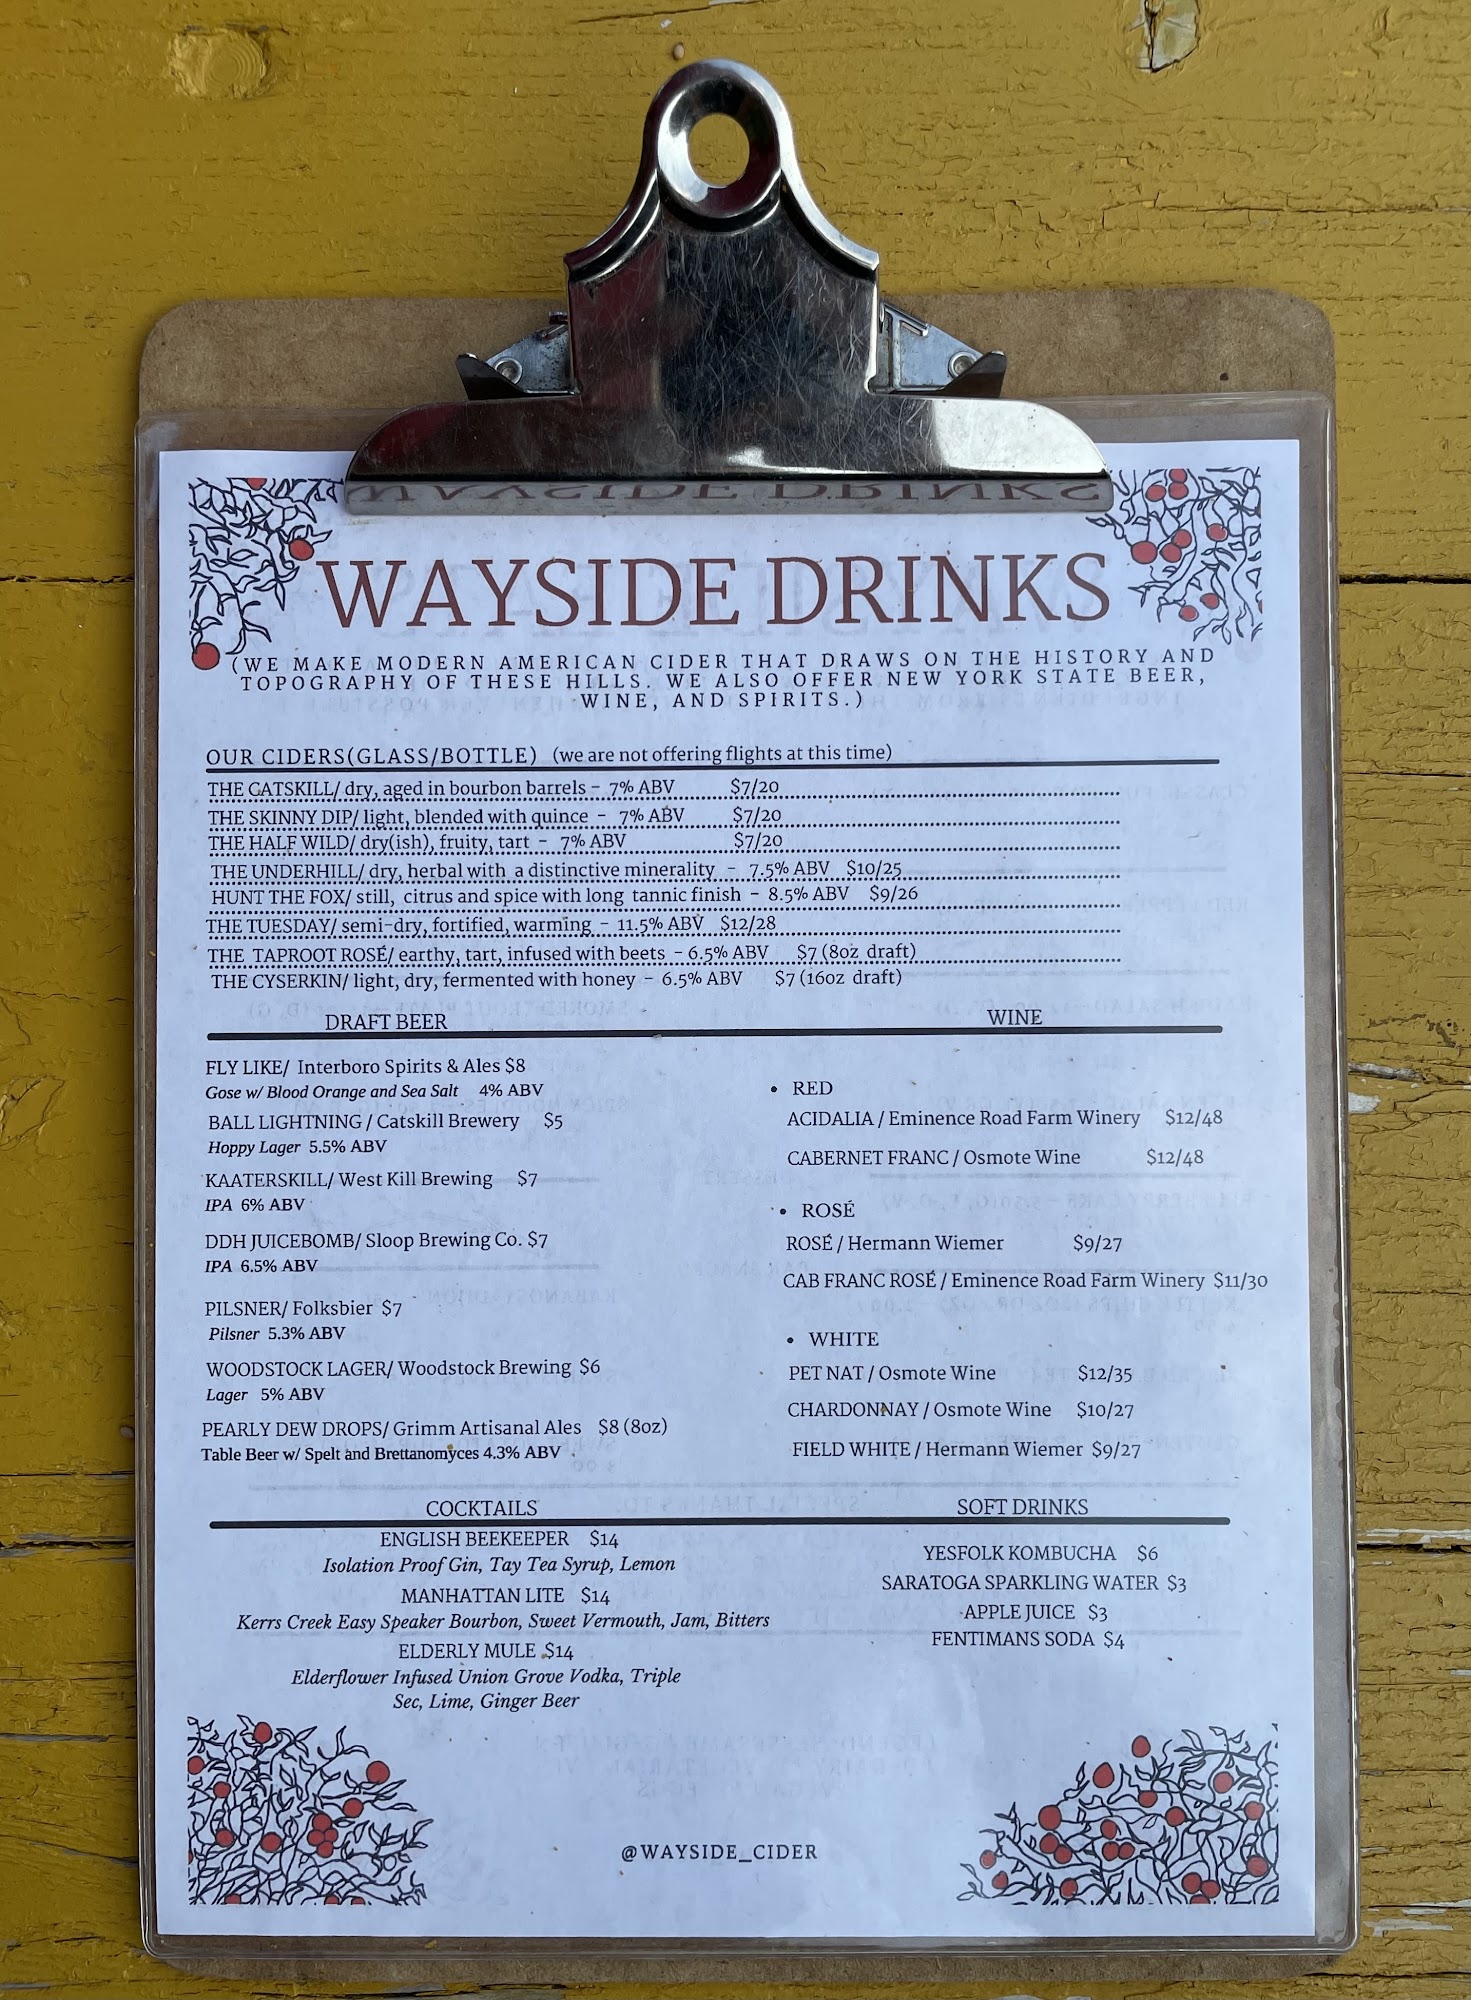 WAYSIDE DRINKS
(WE MAKE MODERN AMERICAN CIDER THAT DRAWS ON THE HISTORY AND
TOPOGRAPHY OF THESE HILLS. WE ALSO OFFER NEW YORK STATE BEER,
WINE, AND SPIRITS.)
OUR CIDERS(GLASS/BOTTLE) (we are not offering flights at this time)
THE CATSKILL/ dry, aged in bourbon barrels - 7% ABV $7/20
THE SKINNY DIP/ light, blended with quince - 7% ABV $7/20
THE HALF WILD/ dry(ish), fruity, tart - 7% ABV $7/20
THE UNDERHILL/ dry, herbal with a distinctive minerality - 7.5% ABV $10/25
HUNT THE FOX/ still, citrus and spice with long tannic finish - 8.5% ABV $9/26
THE TUESDAY/ semi-dry, fortified, warming - 11.5% ABV $12/28
THE TAPROOT ROSÉ/ earthy, tart, infused with beets - 6.5% ABV $7 (8oz draft)
THE CYSERKIN/ light, dry, fermented with honey - 6.5% ABV $7 (16oz draft)
DRAFT BEER
FLY LIKE/ Interboro Spirits & Ales $8
Gose w/ Blood Orange and Sea Salt 4% ABV
BALL LIGHTNING / Catskill Brewery $5
Hoppy Lager 5.5% ABV
KAATERSKILL/ West Kill Brewing $7
IPA 6% ABV
DDH JUICEBOMB/ Sloop Brewing Co. $7
IPA 6.5% ABV
PILSNER/ Folksbier $7
Pilsner 5.3% ABV
WOODSTOCK LAGER/ Woodstock Brewing $6
Lager 5% ABV
PEARLY DEW DROPS/ Grimm Artisanal Ales $8 (8oz)
Table Beer w/ Spelt and Brettanomyces 4.3% ABV
WINE
• RED
ACIDALIA / Eminence Road Farm Winery $12/48
CABERNET FRANC / Osmote Wine $12/48
• ROSÉ
ROSÉ / Hermann Wiemer $9/27
CAB FRANC ROSÉ / Eminence Road Farm Winery $11/30
• WHITE
PET NAT / Osmote Wine $12/35
CHARDONNAY / Osmote Wine $10/27
FIELD WHITE / Hermann Wiemer $9/27
COCKTAILS
ENGLISH BEEKEEPER $14
Isolation Proof Gin, Tay Tea Syrup, Lemon
MANHATTAN LITE $14
Kerrs Creek Easy Speaker Bourbon, Sweet Vermouth, Jam, Bitters
ELDERLY MULE $14
Elderflower Infused Union Grove Vodka, Triple
Sec, Lime, Ginger Beer
SOFT DRINKS
YESFOLK KOMBUCHA $6
SARATOGA SPARKLING WATER $3
APPLE JUICE $3
FENTIMANS SODA $4
@WAYSIDE_CIDER